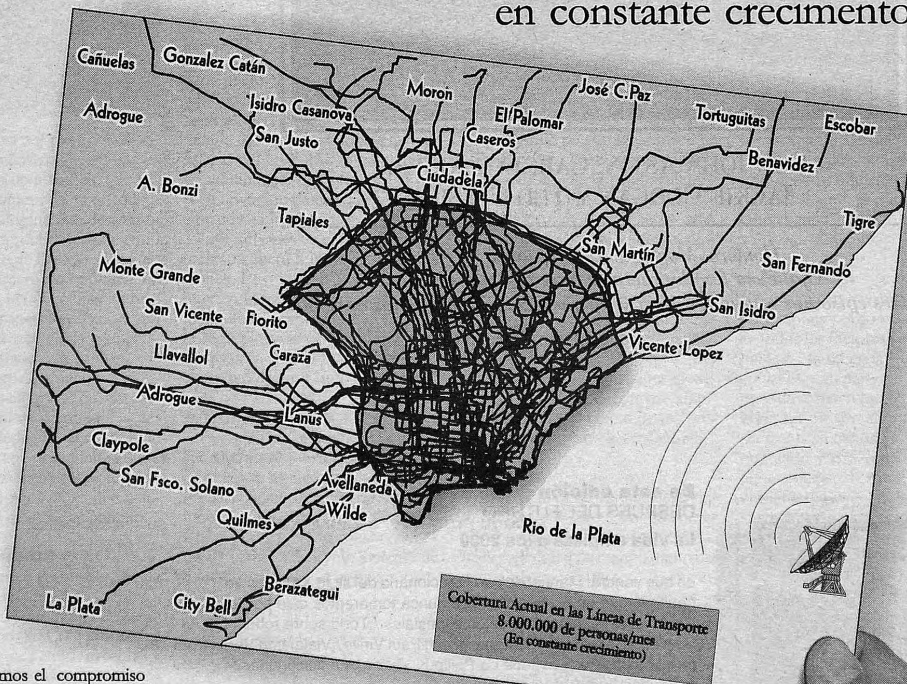 en constante crecimento
Cañuelas
Gonzalez Catán
Moron
José C.Paz
Tortuguitas
Escobar
Adrogue
Isidro Casanova
El Palomar
San Justo
Caseros
Benavidez
A. Bonzi
Ciudadela
Tapiales
Tigre
San Martín
San Fernando
Monte Grande
San Vicente
Fiorito
San Isidro
Llavallol
Caraza
Vicente Lopez
Adrogue
Lanus
Claypole
San Fsco. Solano
Avellaneda
Quilmes
Wilde
Rio de la Plata
Berazategui
La Plata
City Bell
Cobertura Actual en las Líneas de Transporte
8.000.000 de personas/mes
(En constante crecimiento)
mos el compromiso